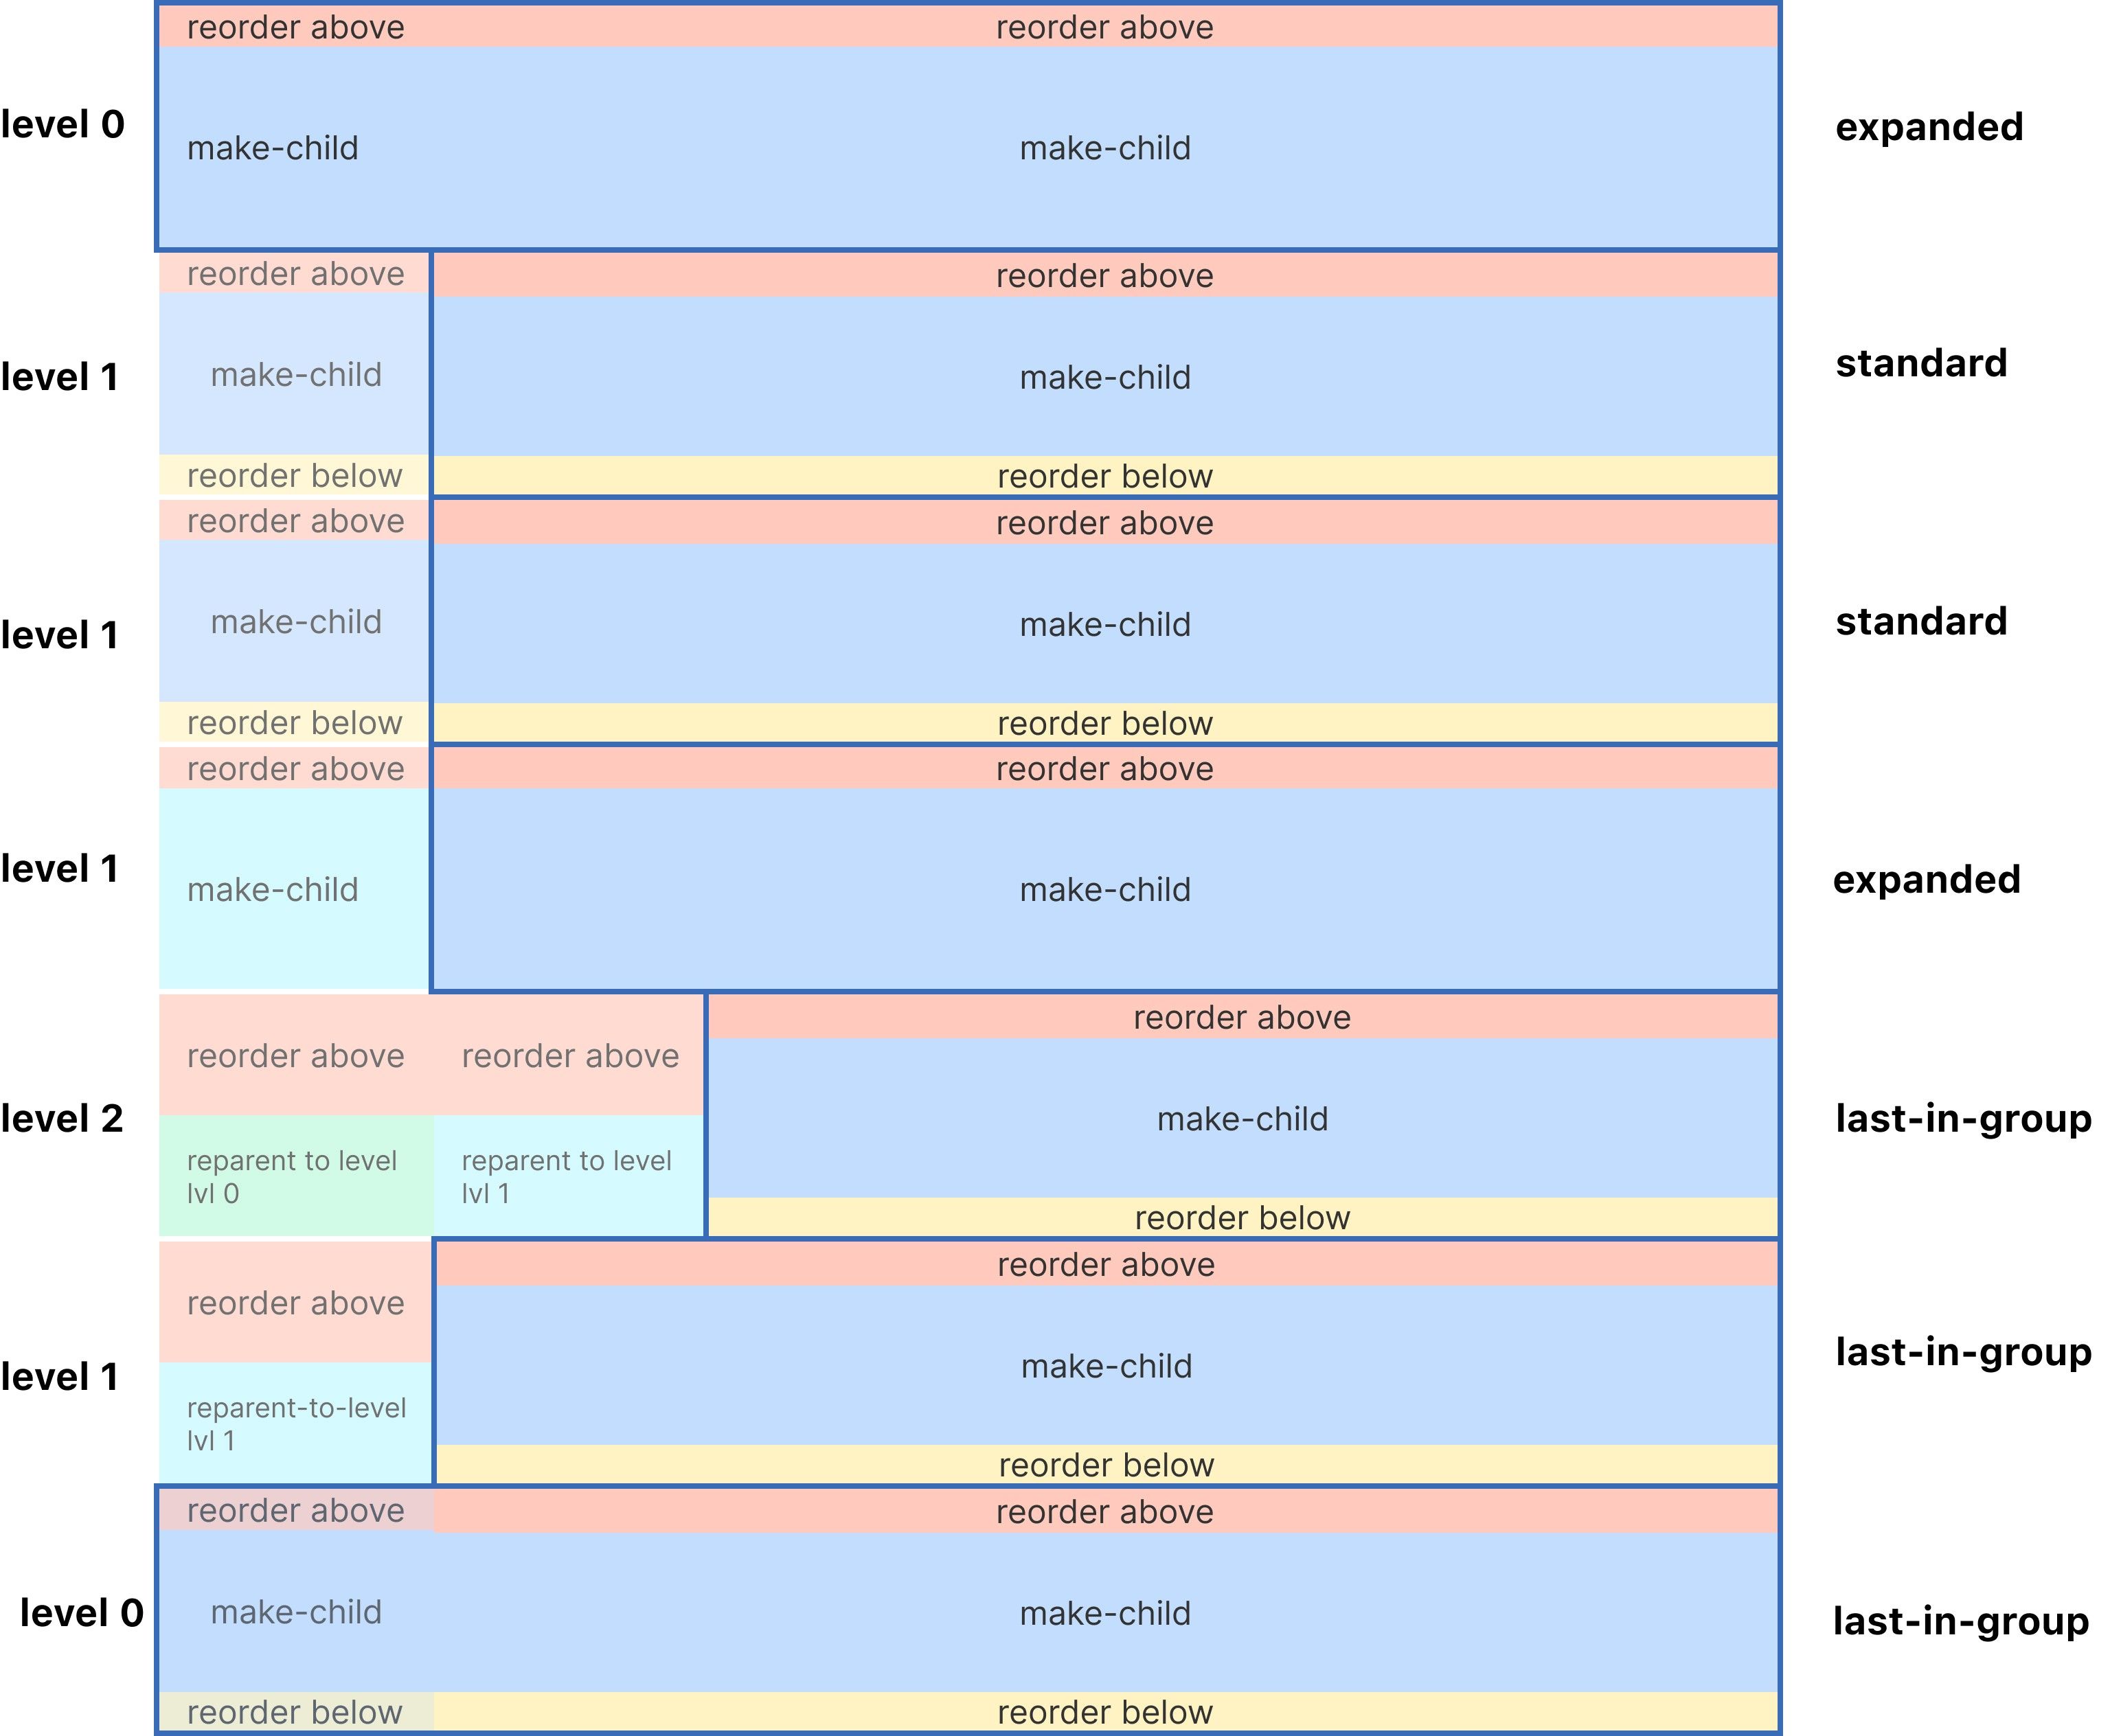 reorder above reorder above
level 0 make-child make-child expanded
reorder above reorder above
level 1 make-child make-child standard
reorder below reorder below
reorder above reorder above
level 1 make-child make-child standard
reorder below reorder below
reorder above reorder above
level 1 make-child make-child expanded
reorder above
reorder above reorder above
level 2 make-child last-in-group
reparent to level reparent to level
lvl 0 lvl 1
reorder below
reorder above
reorder above
level 1 make-child last-in-group
reparent-to-level
lvl 1
reorder below
reorder above reorder above
level 0 make-child make-child last-in-group
reorder below reorder below